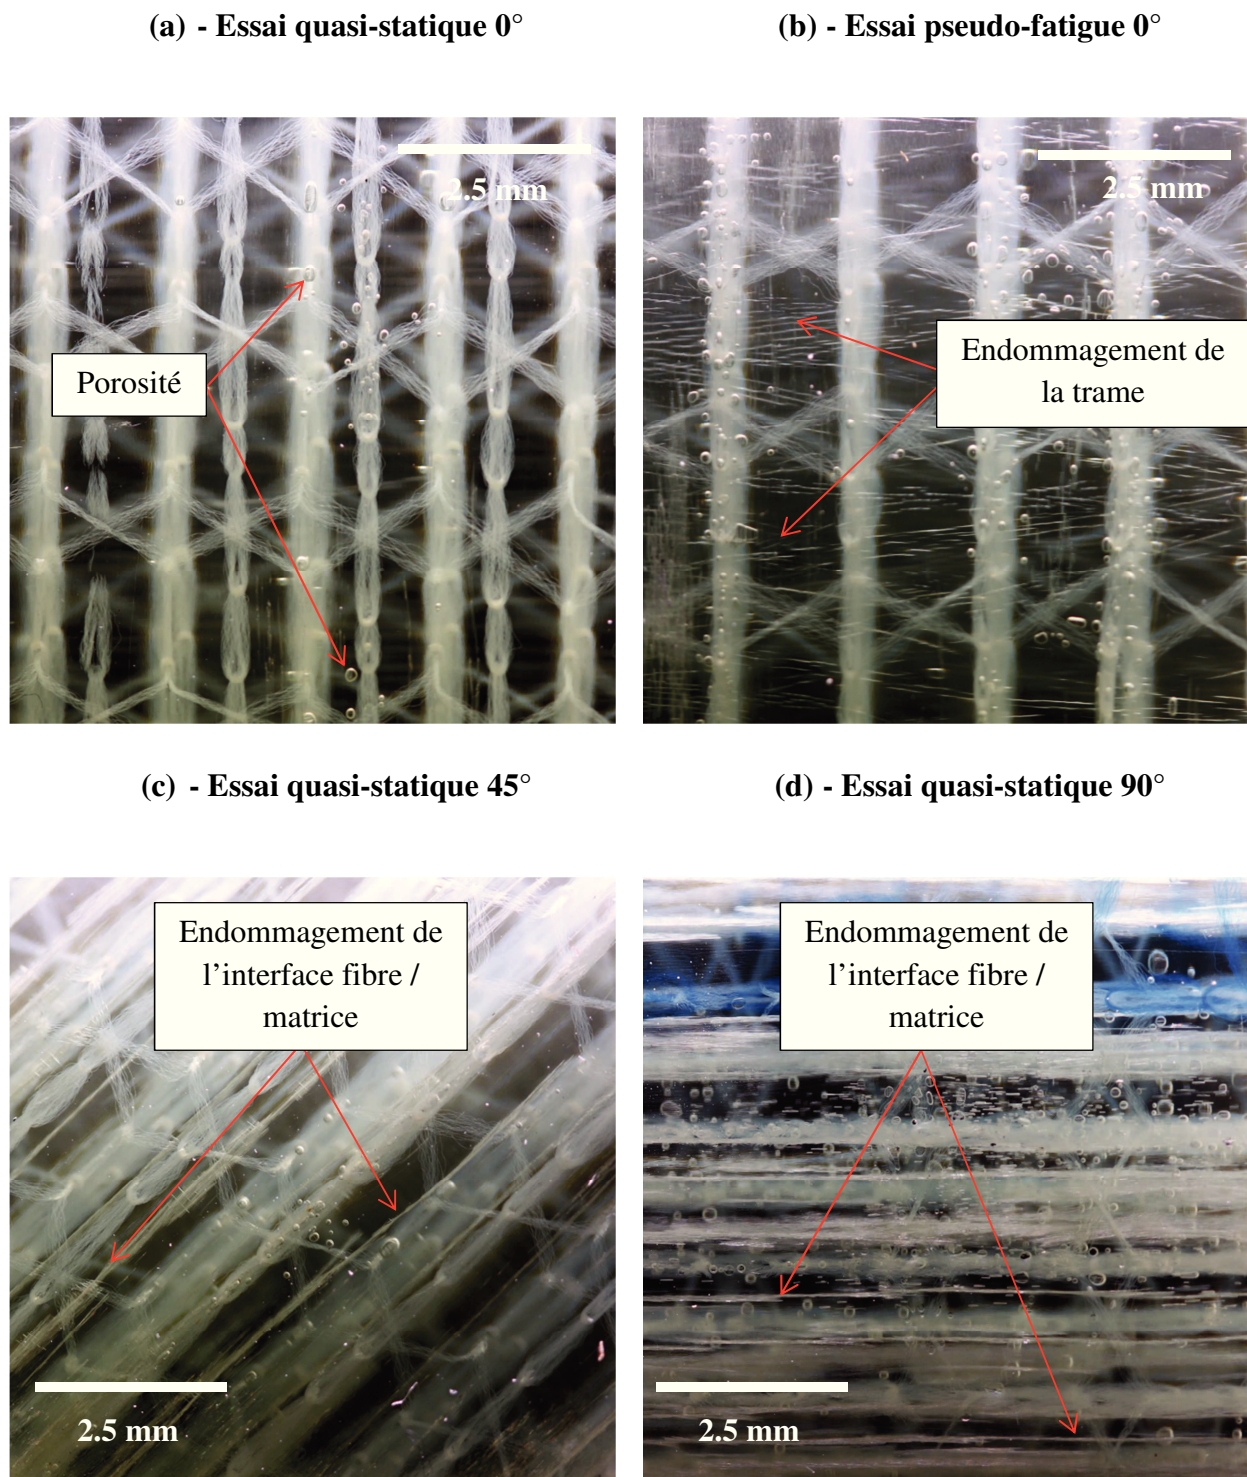 (a) - Essai quasi-statique 0°
(b) - Essai pseudo-fatigue 0°
2.5 mm
2.5 mm
Porosité
Endommagement de
la trame
(c) - Essai quasi-statique 45°
(d) - Essai quasi-statique 90°
Endommagement de
l’interface fibre /
matrice
Endommagement de
l’interface fibre /
matrice
2.5 mm
2.5 mm